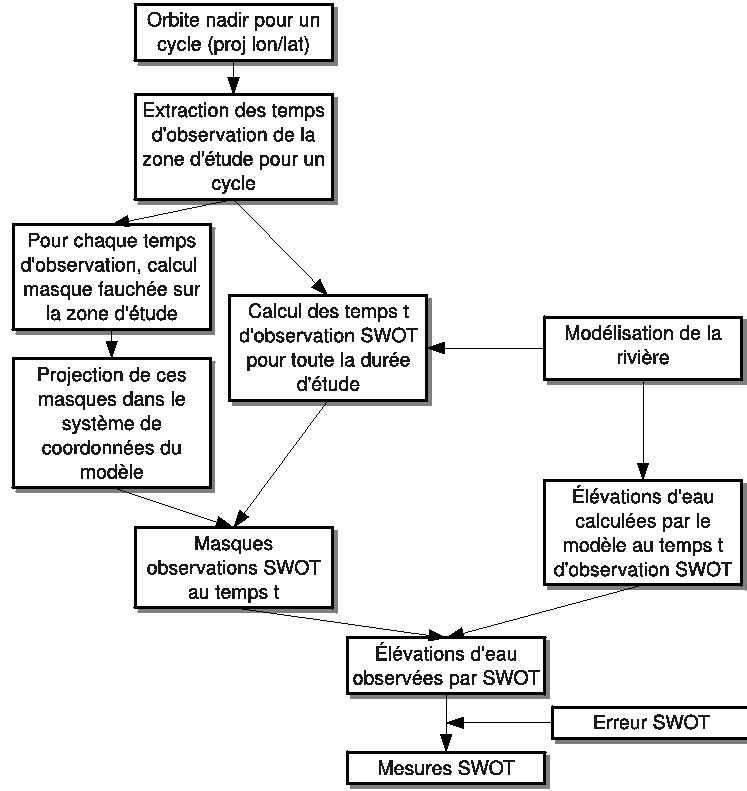 Orbite nadir pour un
cycle (proj lon/lat)
Extraction des temps
d'observation de la
zone d'étude pour un
cycle
Pour chaque temps
d'observation, calcul
masque fauchée sur
la zone d'étude
Calcul des temps t
d'observation SWOT
pour toute la durée
d'étude
Modélisation de la
rivière
Projection de ces
masques dans le
système de
coordonnées du
modèle
Élévations d'eau
calculées par le
modèle au temps t
d'observation SWOT
Masques
observations SWOT
au temps t
Élévations d'eau
observées par SWOT
Erreur SWOT
Mesures SWOT